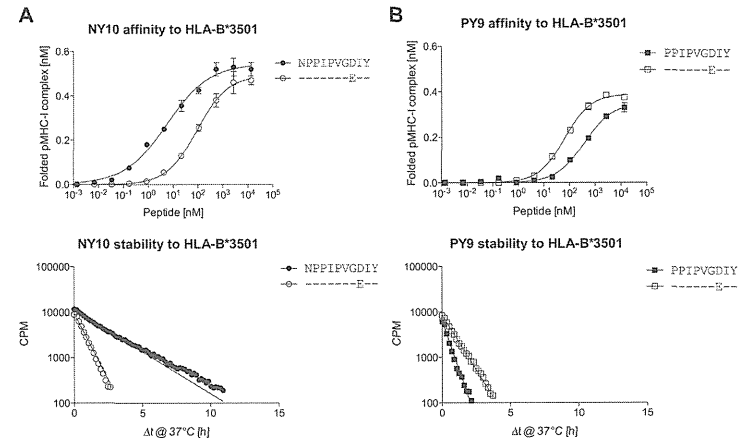 A
NY10 affinity to HLA-B*3501
Folded pMHC-I complex [nM]
0.6
0.4
0.2
0.0
10-3 10-2 10-1 100 101 102 103 104 105
Peptide [nM]
NPPIPVGDIY
--------E-
B
PY9 affinity to HLA-B*3501
Folded pMHC-I complex [nM]
0.6
0.4
0.2
0.0
10-3 10-2 10-1 100 101 102 103 104 105
Peptide [nM]
PPIPVGDIY
-------E-
NY10 stability to HLA-B*3501
CPM
100000
10000
1000
100
0 5 10 15
Δt @ 37°C [h]
NPPIPVGDIY
--------E-
PY9 stability to HLA-B*3501
CPM
100000
10000
1000
100
0 5 10 15
Δt @ 37°C [h]
PPIPVGDIY
-------E-